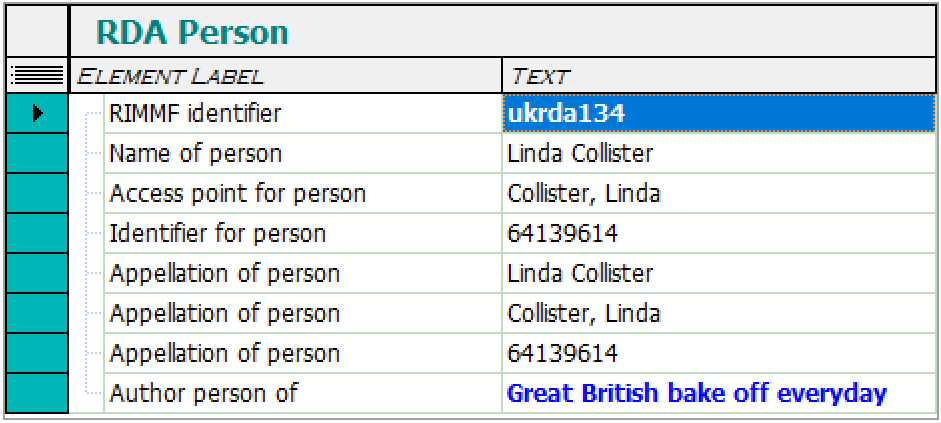 RDA Person
ELEMENT LABEL TEXT
RIMMF identifier ukrda134
Name of person Linda Collister
Access point for person Collister, Linda
Identifier for person 64139614
Appellation of person Linda Collister
Appellation of person Collister, Linda
Appellation of person 64139614
Author person of Great British bake off everyday